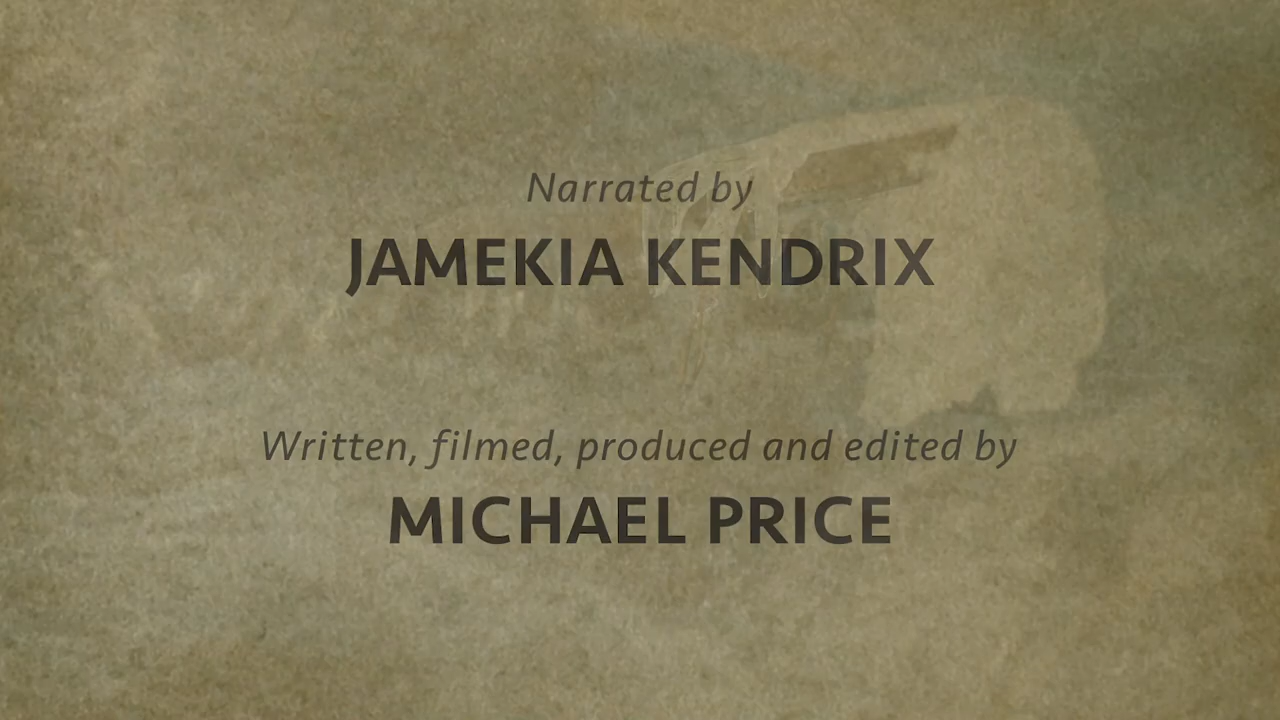 Narrated by
JAMEKIA KENDRIX
Written, filmed, produced and edited by
MICHAEL PRICE